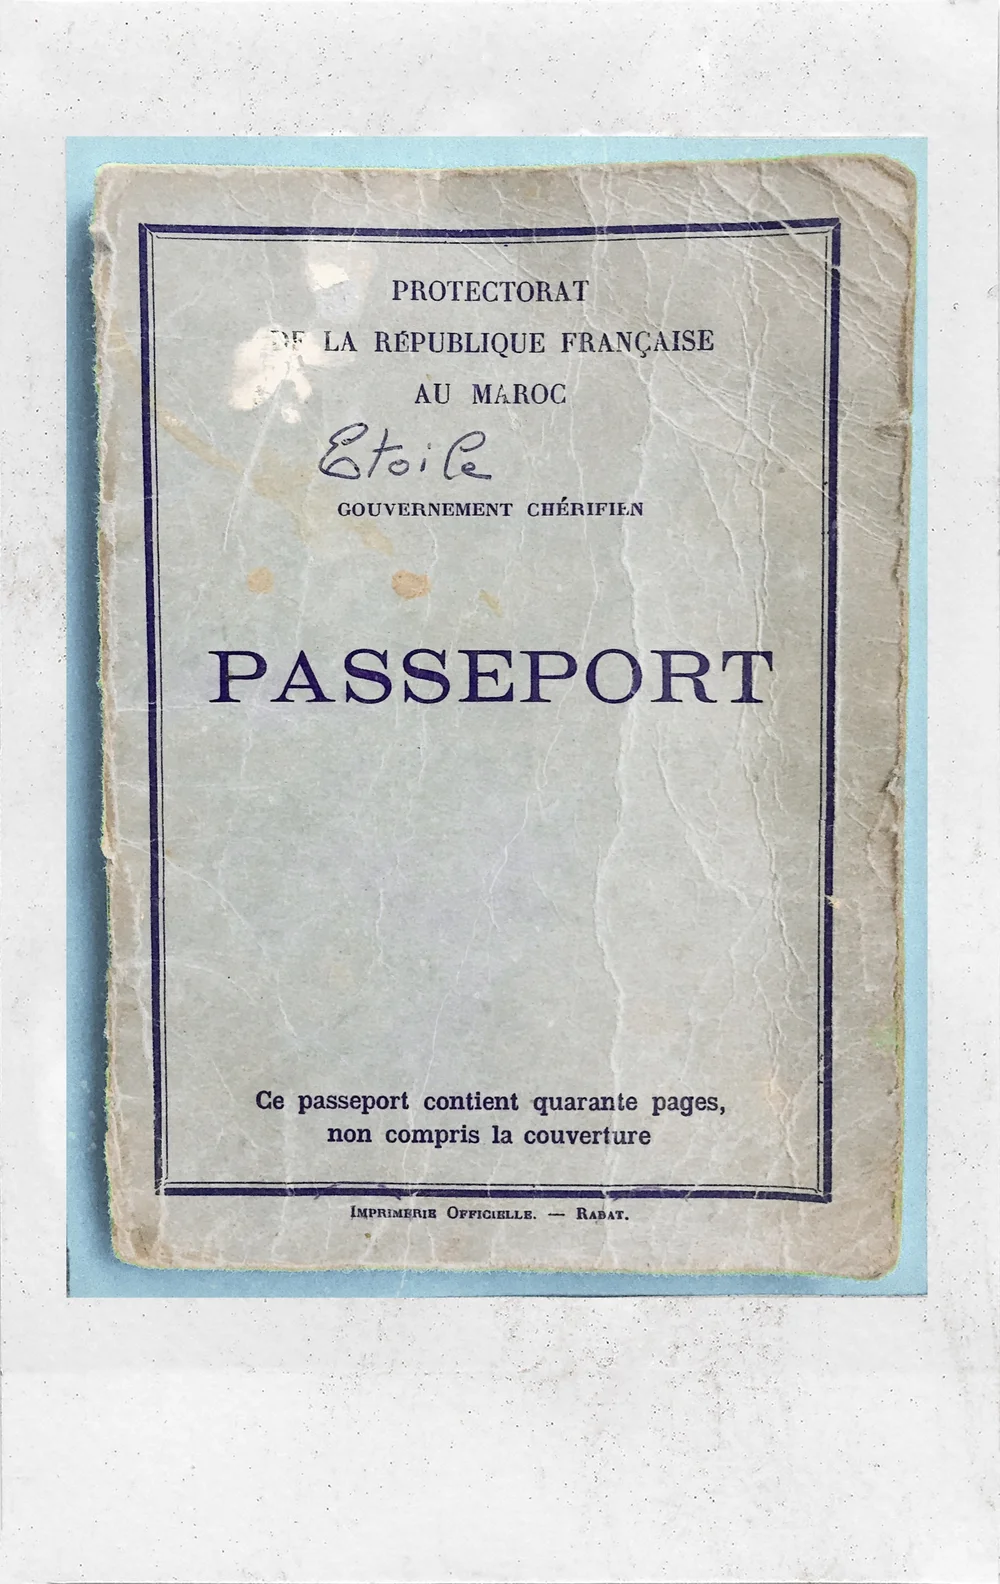 PROTECTORAT
DE LA RÉPUBLIQUE FRANÇAISE
AU MAROC
Etoile
GOUVERNEMENT CHÉRIFIEN
PASSEPORT
Ce passeport contient quarante pages,
non compris la couverture
IMPRIMERIE OFFICIELLE. — RABAT.